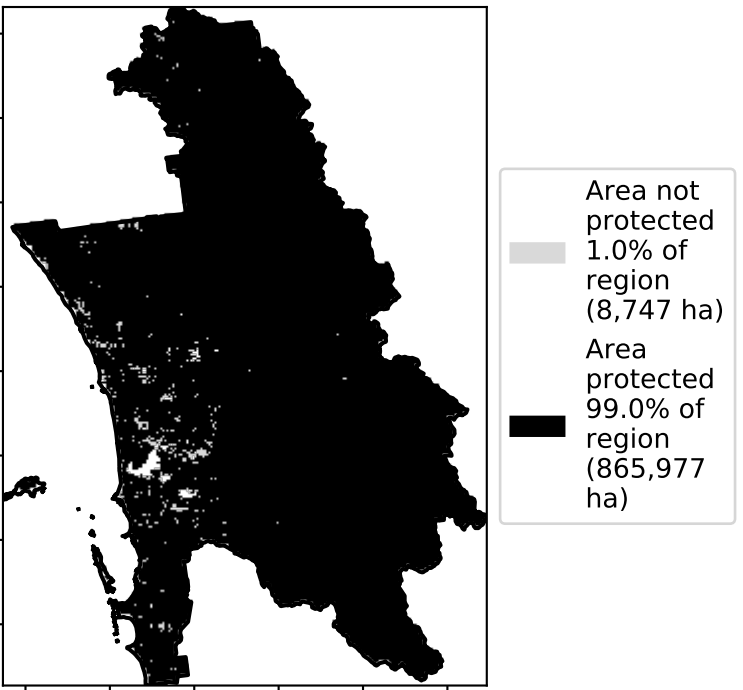 Area not
protected
1.0% of
region
(8,747 ha)
Area
protected
99.0% of
region
(865,977
ha)